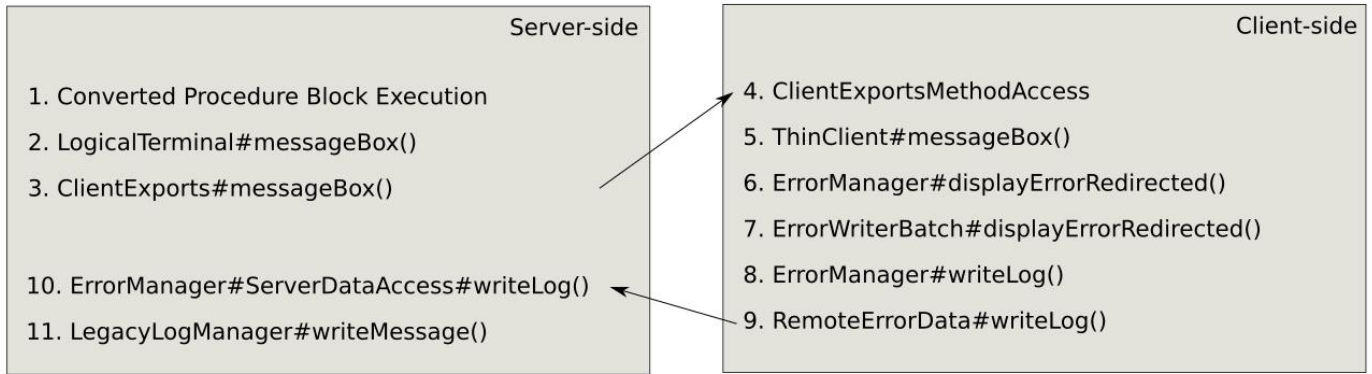 Server-side
1. Converted Procedure Block Execution
2. LogicalTerminal#messageBox()
3. ClientExports#messageBox()
10. ErrorManager#ServerDataAccess#writeLog()
11. LegacyLogManager#writeMessage()
Client-side
4. ClientExportsMethodAccess
5. ThinClient#messageBox()
6. ErrorManager#displayErrorRedirected()
7. ErrorWriterBatch#displayErrorRedirected()
8. ErrorManager#writeLog()
9. RemoteErrorData#writeLog()